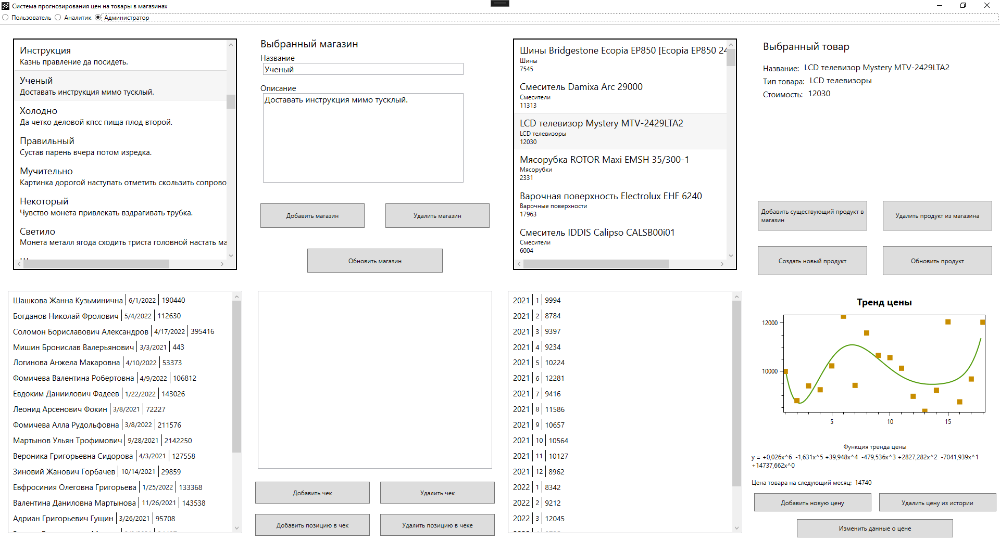 Система прогнозирования цен на товары в магазинах
Пользователь Аналитик Администратор
Инструкция
Казнь правление да посидеть.
Ученый
Доставать инструкция мимо тусклый.
Холодно
Да четко деловой кпсс пища плод второй.
Правильный
Сустав парень вчера потом изредка.
Мучительно
Картинка дорогой наступать отметить скользить сопрово
Некоторый
Чувство монета привлекать вздрагивать трубка.
Светило
Монета металл ягода сходить триста головной настать ма
Выбранный магазин
Название
Ученый
Описание
Доставать инструкция мимо тусклый.
Добавить магазин
Удалить магазин
Обновить магазин
Шины Bridgestone Ecopia EP850 [Ecopia EP850 24
Шины
7545
Смеситель Damixa Arc 29000
Смесители
11313
LCD телевизор Mystery MTV-2429LTA2
LCD телевизоры
12030
Мясорубка ROTOR Maxi EMSH 35/300-1
Мясорубки
2331
Варочная поверхность Electrolux EHF 6240
Варочные поверхности
17963
Смеситель IDDIS Calipso CALSB00i01
Смесители
6004
Выбранный товар
Название: LCD телевизор Mystery MTV-2429LTA2
Тип товара: LCD телевизоры
Стоимость: 12030
Добавить существующий продукт в
магазин
Удалить продукт из магазина
Создать новый продукт
Обновить продукт
Шашкова Жанна Кузьминична | 6/1/2022 | 190440
Богданов Николай Фролович | 5/4/2022 | 112630
Соломон Бориславович Александров | 4/17/2022 | 395416
Мишин Бронислав Валерьянович | 3/3/2021 | 443
Логинова Анжела Макаровна | 4/10/2022 | 53373
Фомичева Валентина Робертовна | 4/9/2022 | 106812
Евдоким Даниилович Фадеев | 1/22/2022 | 143026
Леонид Арсенович Фокин | 3/8/2021 | 72227
Фомичева Алла Рудольфовна | 3/8/2022 | 211576
Мартынов Ульян Трофимович | 9/28/2021 | 2142250
Вероника Григорьевна Сидорова | 4/3/2021 | 127558
Зиновий Жанович Горбачев | 10/14/2021 | 29859
Евфросиния Олеговна Григорьева | 1/25/2022 | 133368
Валентина Даниловна Мартынова | 11/26/2021 | 143538
Адриан Григорьевич Гущин | 3/26/2021 | 95708
Добавить чек
Удалить чек
Добавить позицию в чек
Удалить позицию в чеке
2021 | 1 | 9994
2021 | 2 | 8784
2021 | 3 | 9397
2021 | 4 | 9234
2021 | 5 | 10224
2021 | 6 | 12281
2021 | 7 | 9416
2021 | 8 | 11586
2021 | 9 | 10657
2021 | 10 | 10564
2021 | 11 | 10127
2021 | 12 | 8962
2022 | 1 | 8342
2022 | 2 | 9212
2022 | 3 | 12045
Тренд цены
12000
10000
5 10 15
Функция тренда цены
y = +0,026x^6 -1,631x^5 +39,948x^4 -479,536x^3 +2827,282x^2 -7041,939x^1
+14737,662x^0
Цена товара на следующий месяц: 14740
Добавить новую цену
Удалить цену из истории
Изменить данные о цене